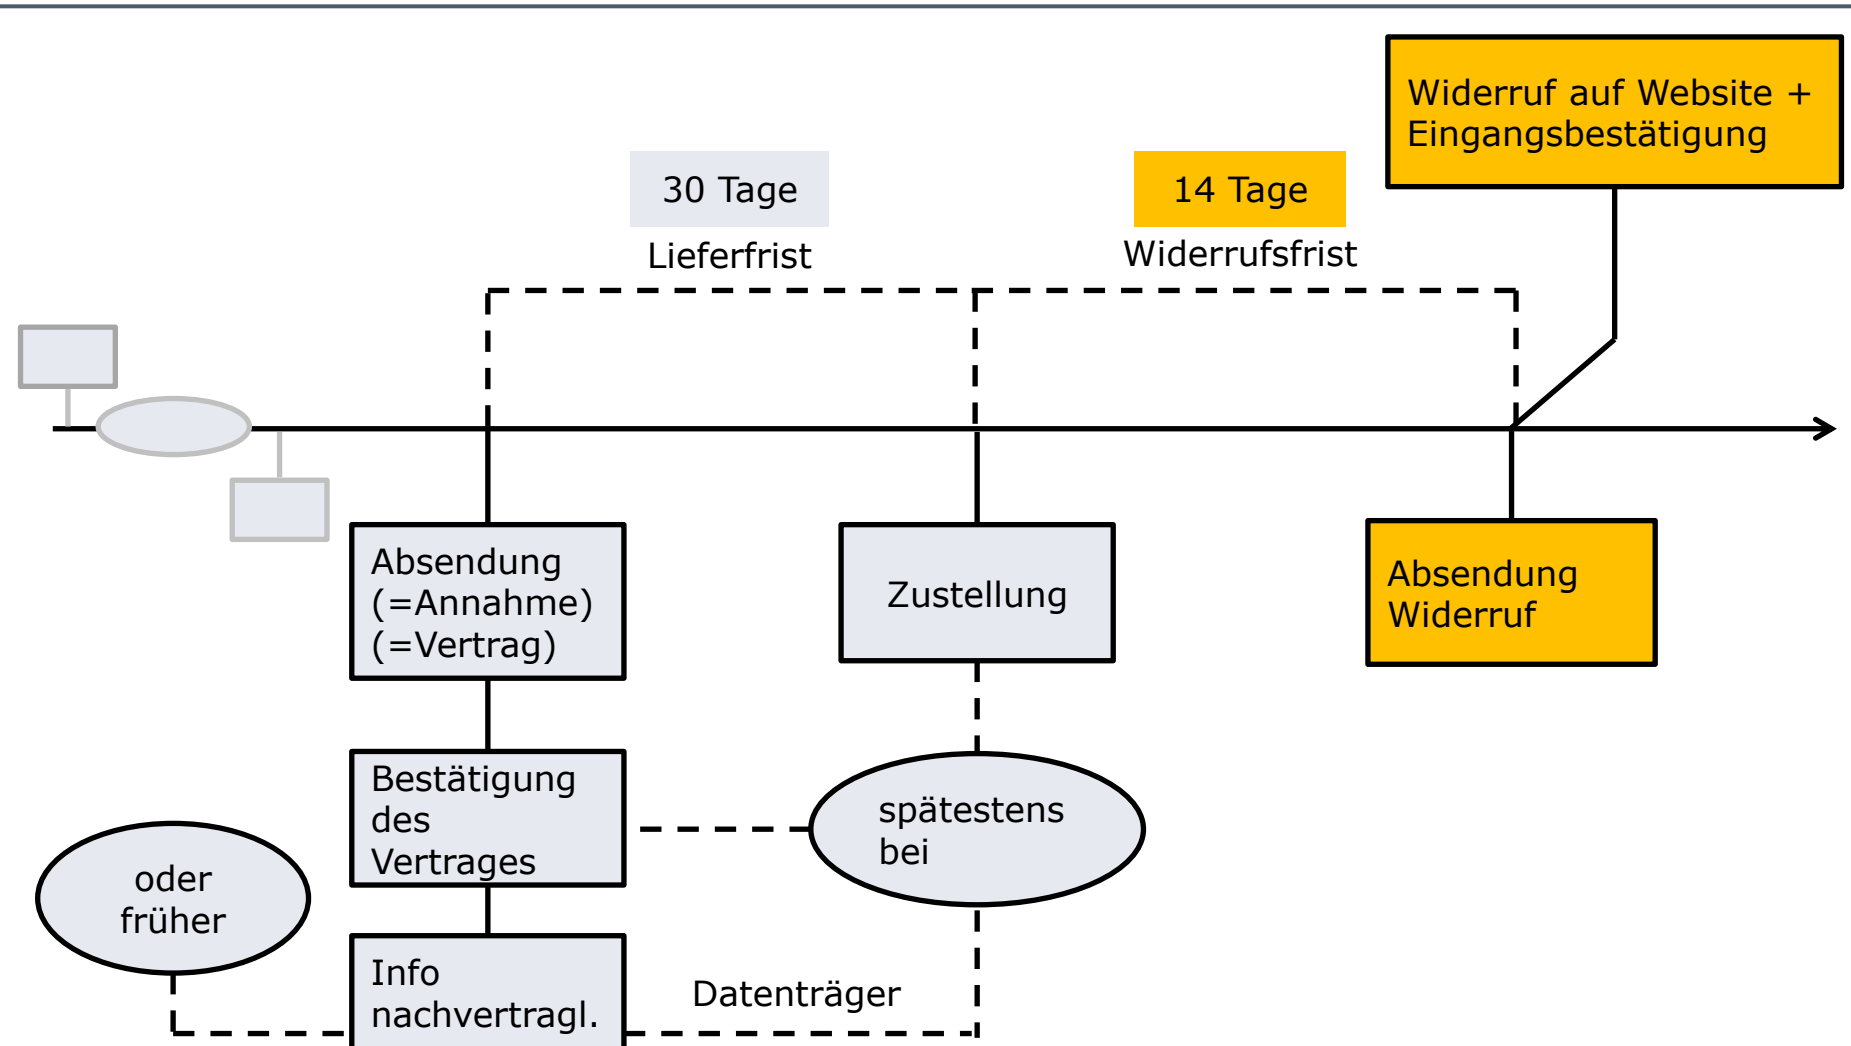 Widerruf auf Website +
Eingangsbestätigung
30 Tage
14 Tage
Lieferfrist
Widerrufsfrist
Absendung
(=Annahme)
(=Vertrag)
Zustellung
Absendung
Widerruf
Bestätigung
des
Vertrages
spätestens
bei
oder
früher
Info
nachvertragl.
Datenträger